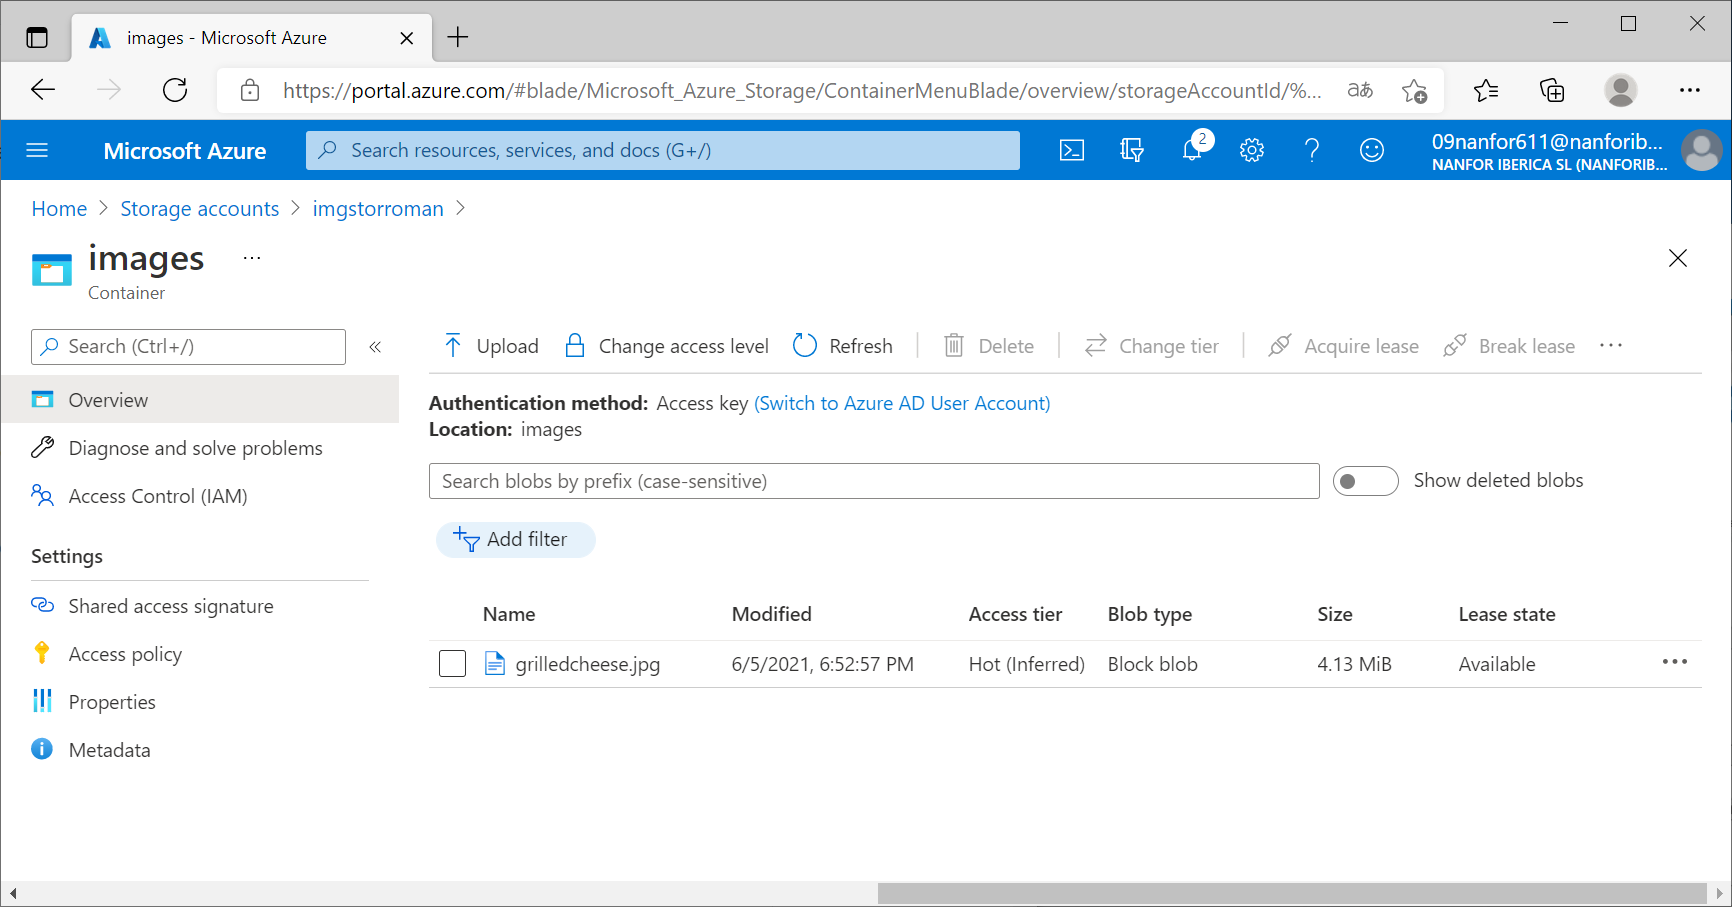 images - Microsoft Azure
https://portal.azure.com/#blade/Microsoft_Azure_Storage/ContainerMenuBlade/overview/storageAccountId/%...
aあ
Microsoft Azure
Search resources, services, and docs (G+/)
2
09nanfor611@nanforib...
NANFOR IBERICA SL (NANFORIB...
Home > Storage accounts > imgstorroman >
images ...
Container
Search (Ctrl+/) «
Upload Change access level Refresh Delete Change tier Acquire lease Break lease ...
Overview
Diagnose and solve problems
Access Control (IAM)
Settings
Shared access signature
Access policy
Properties
Metadata
Authentication method: Access key (Switch to Azure AD User Account)
Location: images
Search blobs by prefix (case-sensitive) Show deleted blobs
Add filter
Name Modified Access tier Blob type Size Lease state
grilledcheese.jpg 6/5/2021, 6:52:57 PM Hot (Inferred) Block blob 4.13 MiB Available ...